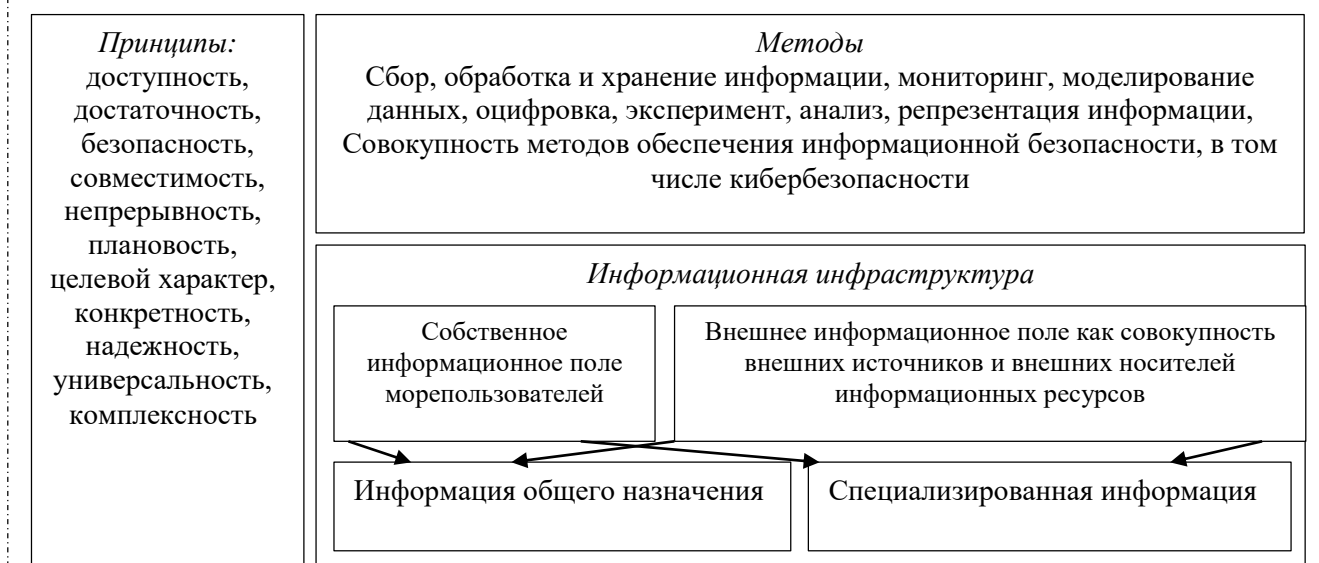 Принципы:
доступность,
достаточность,
безопасность,
совместимость,
непрерывность,
плановость,
целевой характер,
конкретность,
надежность,
универсальность,
комплексность
Методы
Сбор, обработка и хранение информации, мониторинг, моделирование
данных, оцифровка, эксперимент, анализ, репрезентация информации,
Совокупность методов обеспечения информационной безопасности, в том
числе кибербезопасности
Информационная инфраструктура
Собственное
информационное поле
морепользователей
Внешнее информационное поле как совокупность
внешних источников и внешних носителей
информационных ресурсов
Информация общего назначения
Специализированная информация